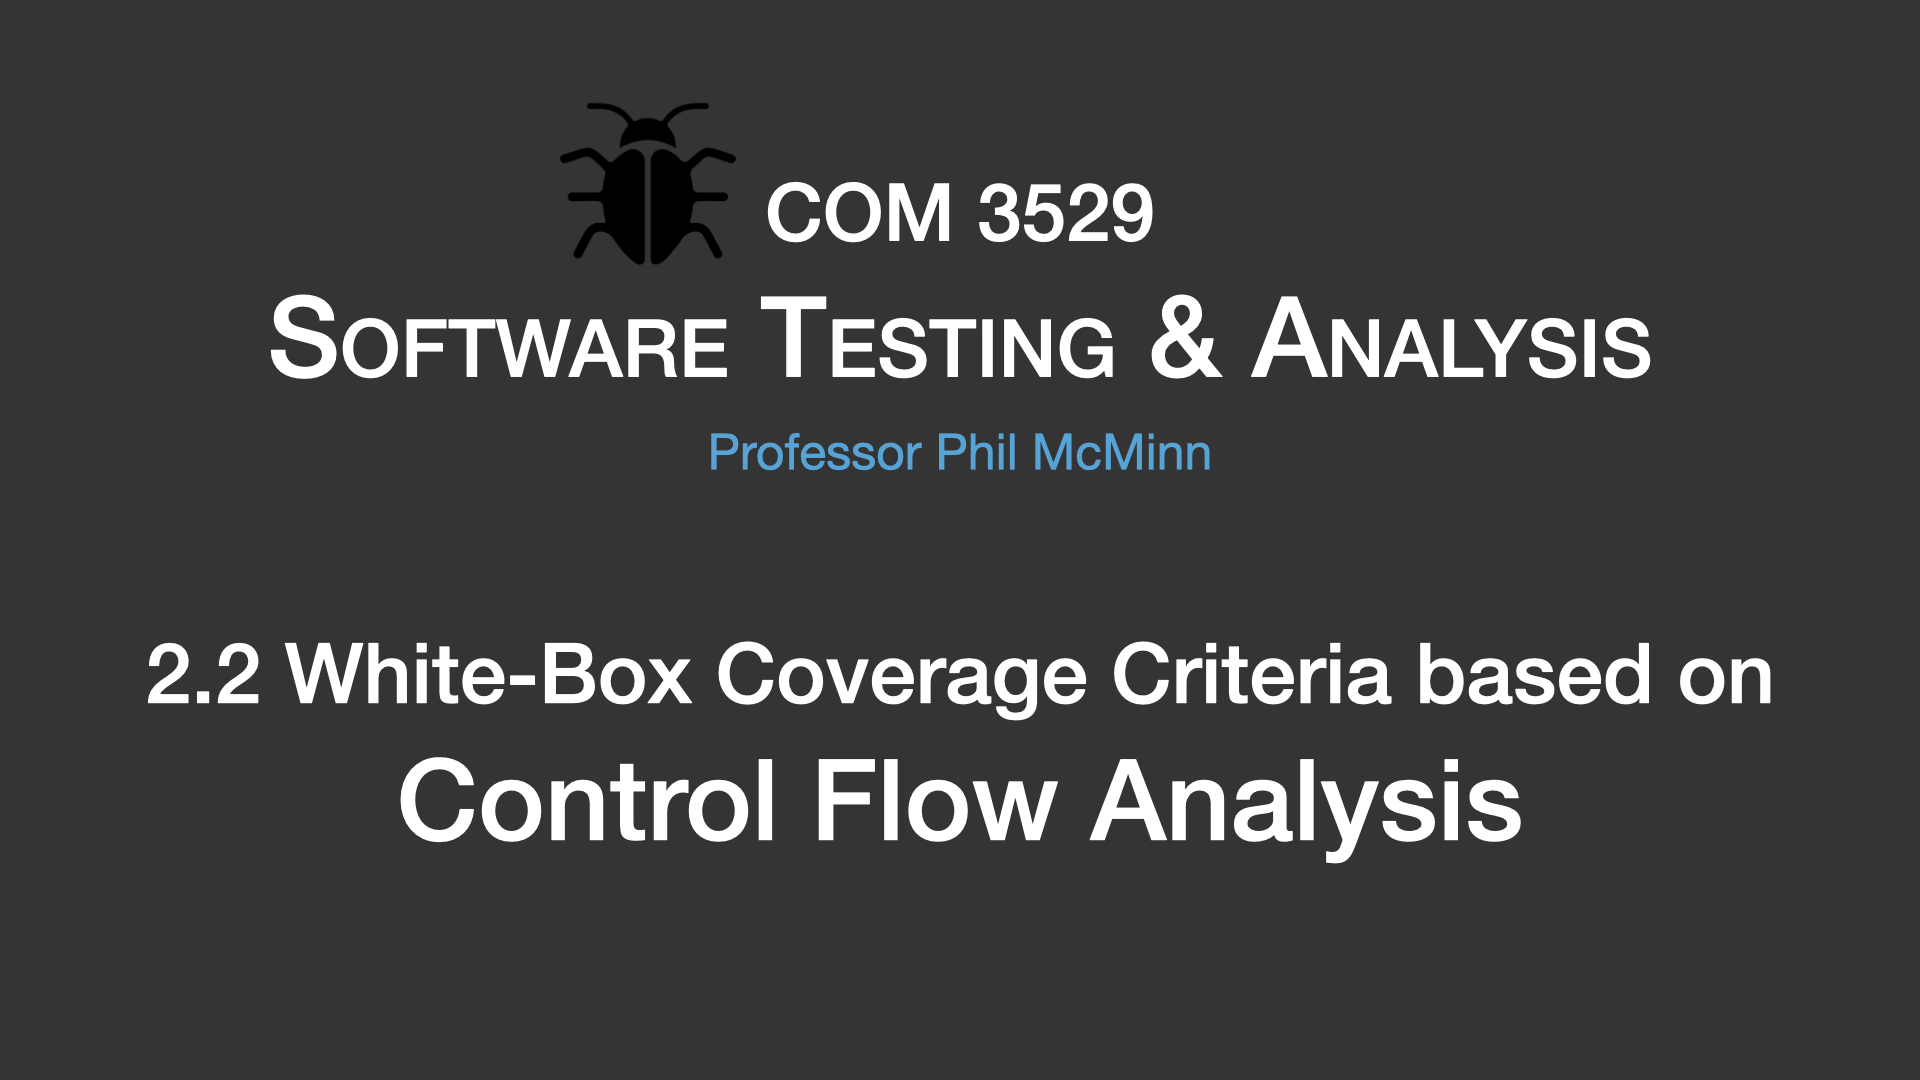 COM 3529
Software Testing & Analysis
Professor Phil McMinn
2.2 White-Box Coverage Criteria based on
Control Flow Analysis